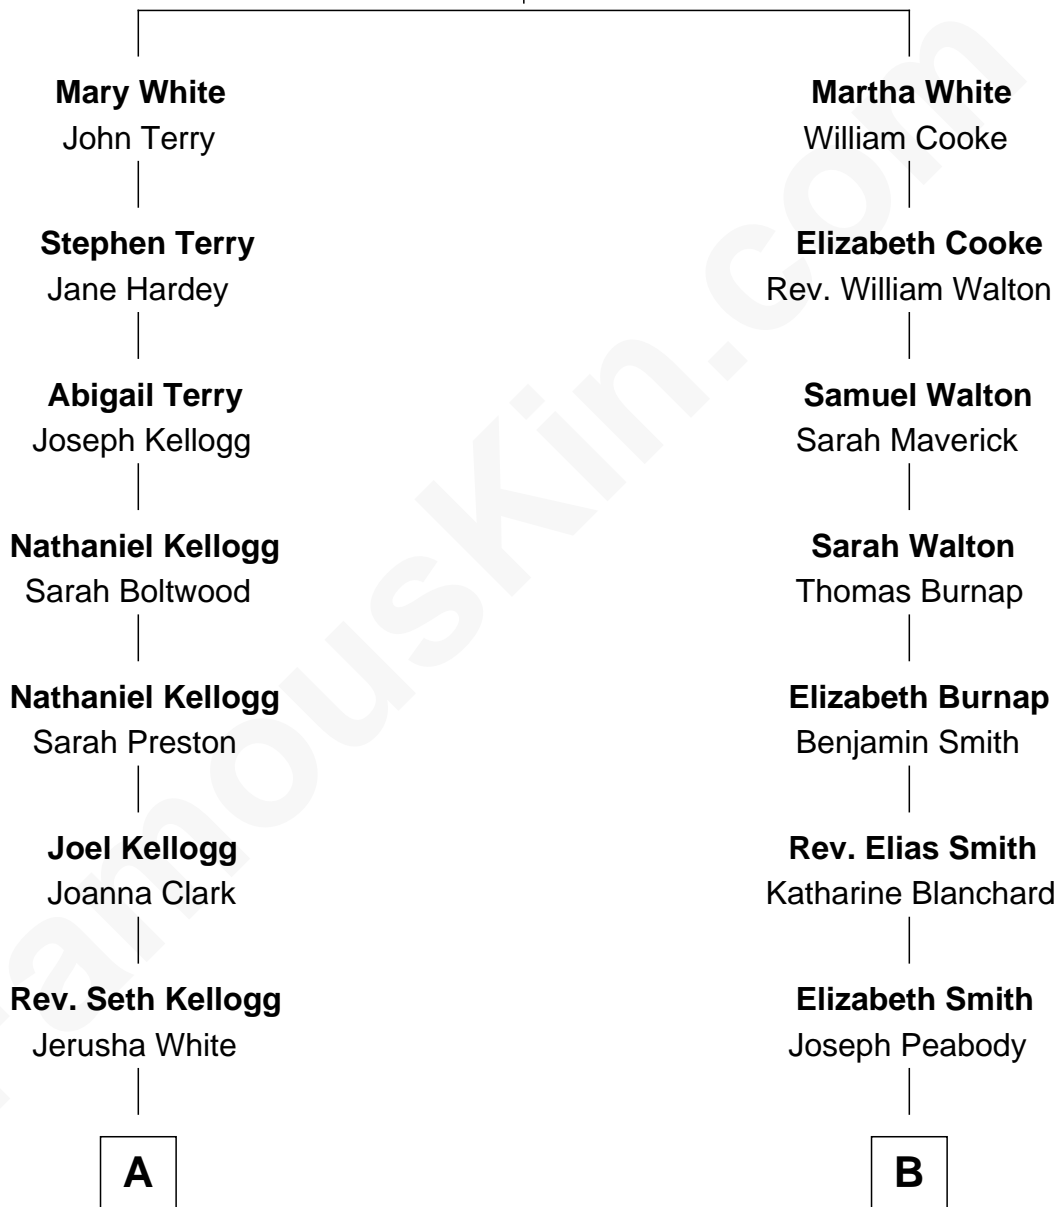 Mary White
John Terry
Stephen Terry
Jane Hardey
Abigail Terry
Joseph Kellogg
Nathaniel Kellogg
Sarah Boltwood
Nathaniel Kellogg
Sarah Preston
Joel Kellogg
Joanna Clark
Rev. Seth Kellogg
Jerusha White
A
Martha White
William Cooke
Elizabeth Cooke
Rev. William Walton
Samuel Walton
Sarah Maverick
Sarah Walton
Thomas Burnap
Elizabeth Burnap
Benjamin Smith
Rev. Elias Smith
Katharine Blanchard
Elizabeth Smith
Joseph Peabody
B
FamousKin.com